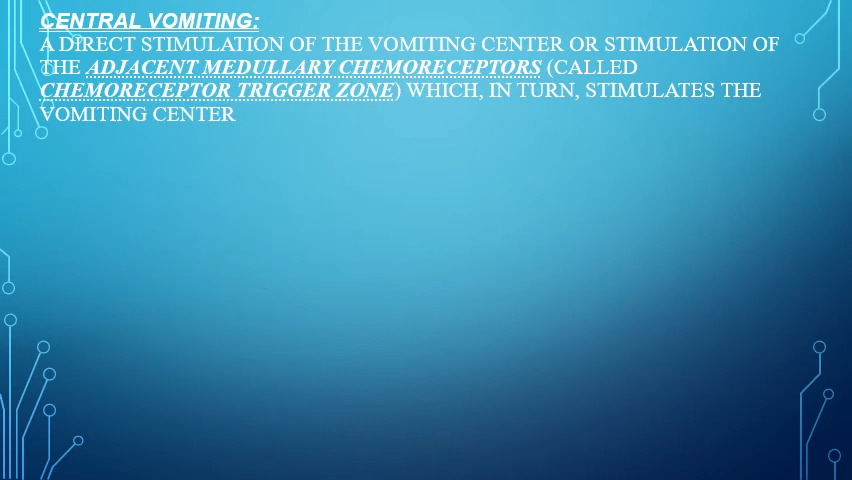 CENTRAL VOMITING:
A DIRECT STIMULATION OF THE VOMITING CENTER OR STIMULATION OF
THE ADJACENT MEDULLARY CHEMORECEPTORS (CALLED
CHEMORECEPTOR TRIGGER ZONE) WHICH, IN TURN, STIMULATES THE
VOMITING CENTER